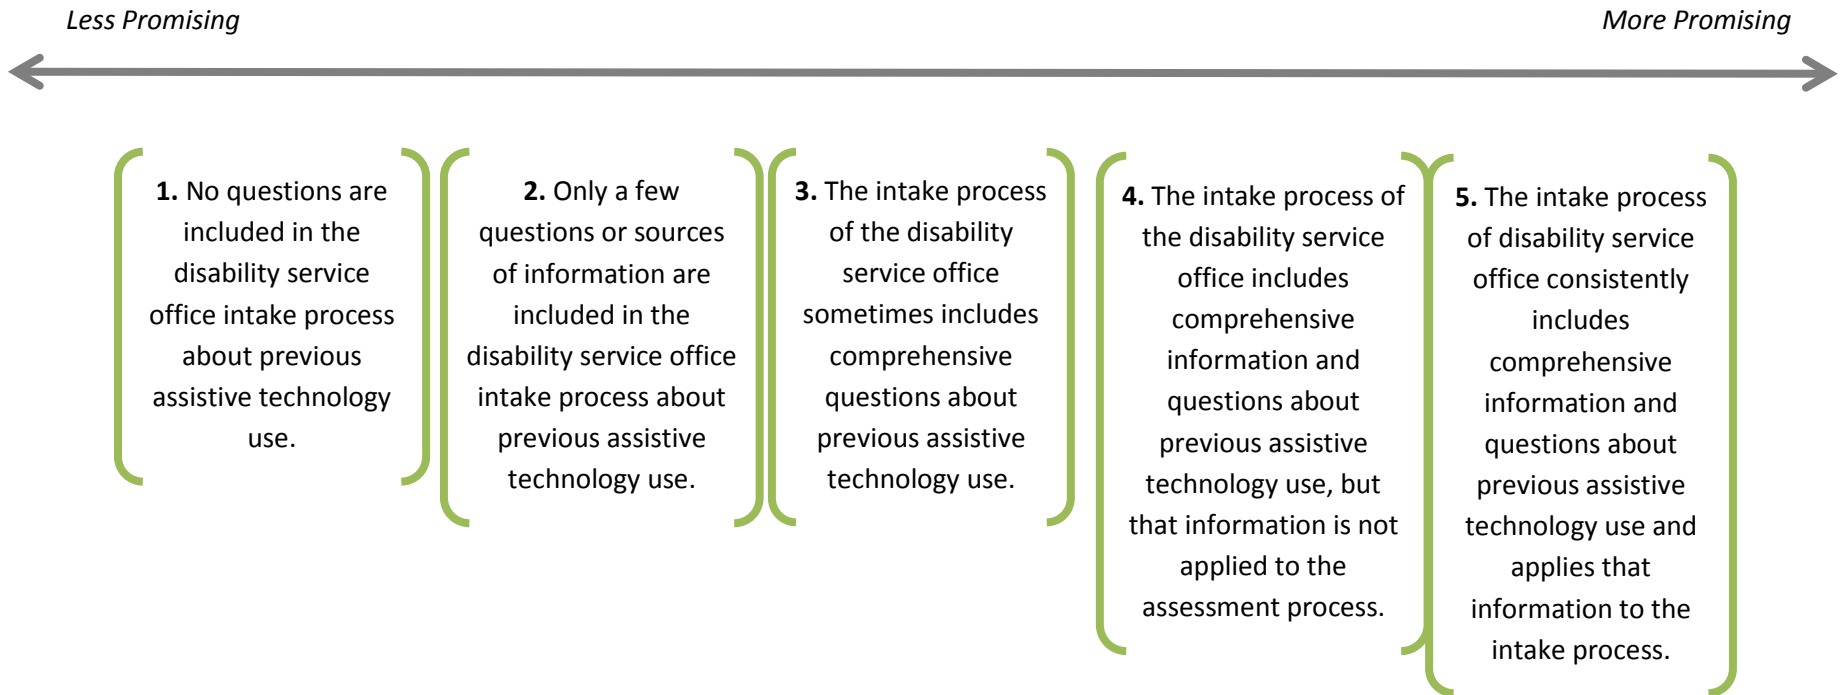 Less Promising
More Promising
1. No questions are
included in the
disability service
office intake process
about previous
assistive technology
use.
2. Only a few
questions or sources
of information are
included in the
disability service office
intake process about
previous assistive
technology use.
3. The intake process
of the disability
service office
sometimes includes
comprehensive
questions about
previous assistive
technology use.
4. The intake process of
the disability service
office includes
comprehensive
information and
questions about
previous assistive
technology use, but
that information is not
applied to the
assessment process.
5. The intake process
of disability service
office consistently
includes
comprehensive
information and
questions about
previous assistive
technology use and
applies that
information to the
intake process.